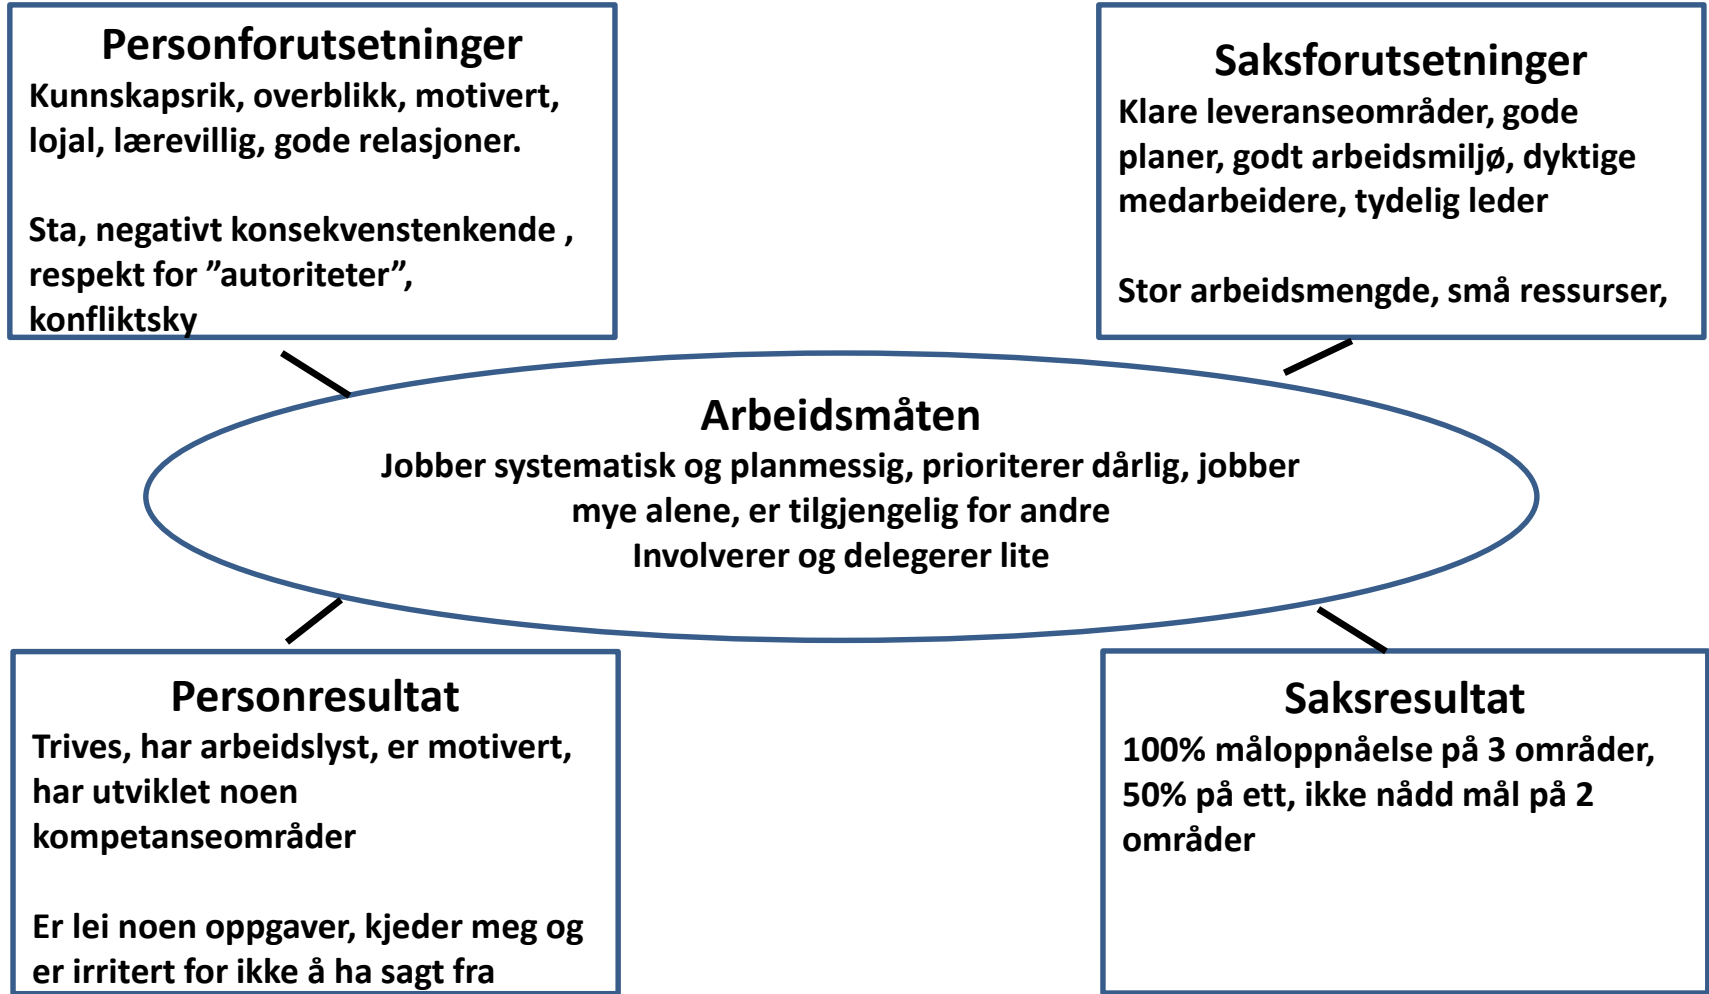 Personforutsetninger
Kunnskapsrik, overblikk, motivert,
lojal, lærevillig, gode relasjoner.
Sta, negativt konsekvenstenkende ,
respekt for ”autoriteter”,
konfliktsky
Saksforutsetninger
Klare leveranseområder, gode
planer, godt arbeidsmiljø, dyktige
medarbeidere, tydelig leder
Stor arbeidsmengde, små ressurser,
Arbeidsmåten
Jobber systematisk og planmessig, prioriterer dårlig, jobber
mye alene, er tilgjengelig for andre
Involverer og delegerer lite
Personresultat
Trives, har arbeidslyst, er motivert,
har utviklet noen
kompetanseområder
Er lei noen oppgaver, kjeder meg og
er irritert for ikke å ha sagt fra
Saksresultat
100% måloppnåelse på 3 områder,
50% på ett, ikke nådd mål på 2
områder